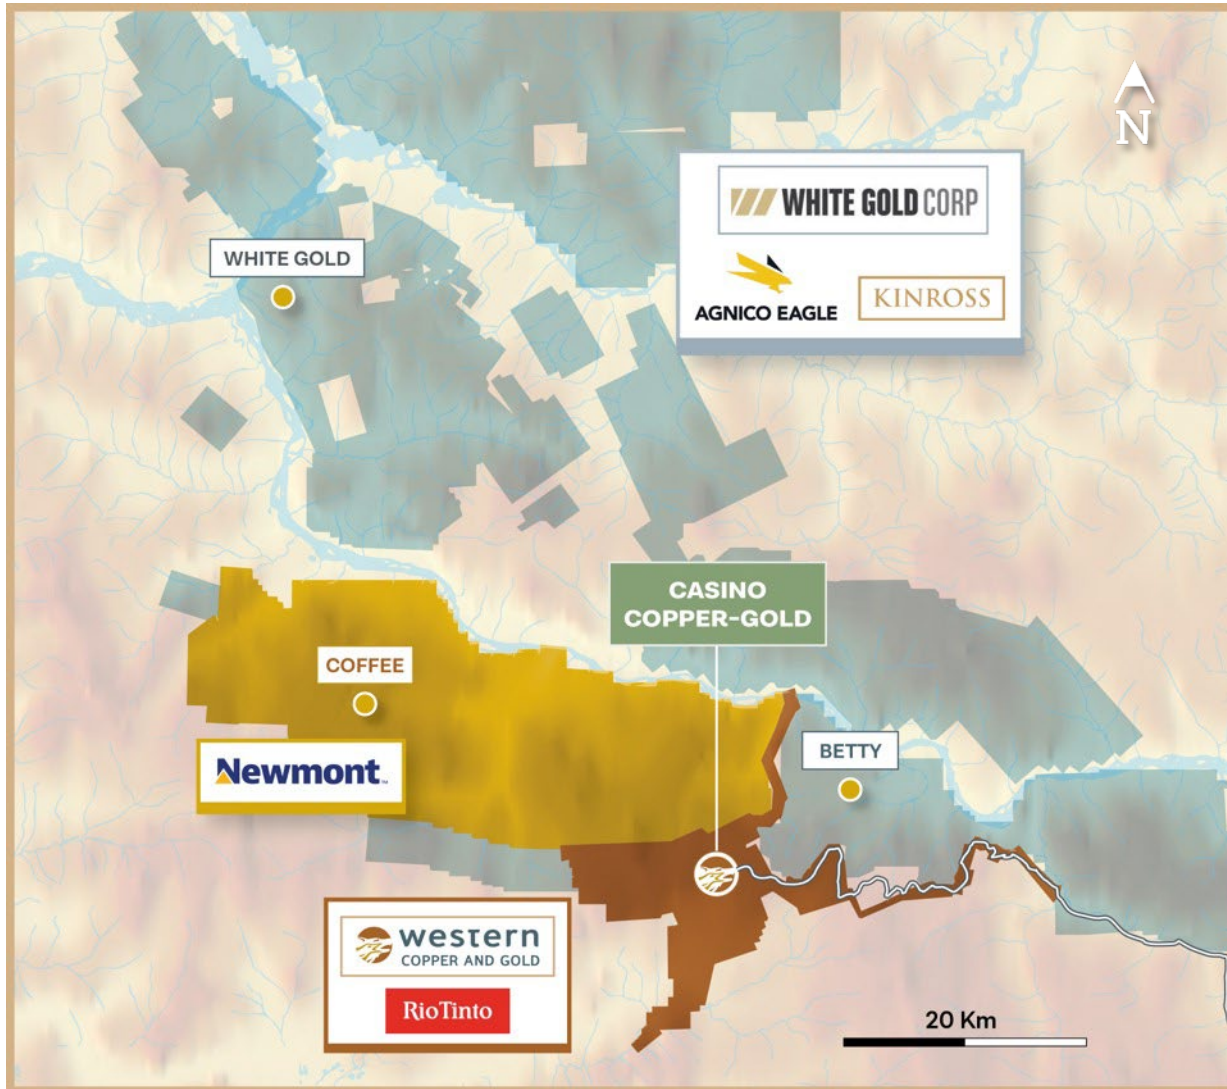 N
WHITE GOLD CORP
AGNICO EAGLE
KINROSS
WHITE GOLD
CASINO
COPPER-GOLD
COFFEE
Newmont™
BETTY
western
COPPER AND GOLD
RioTinto
20 Km